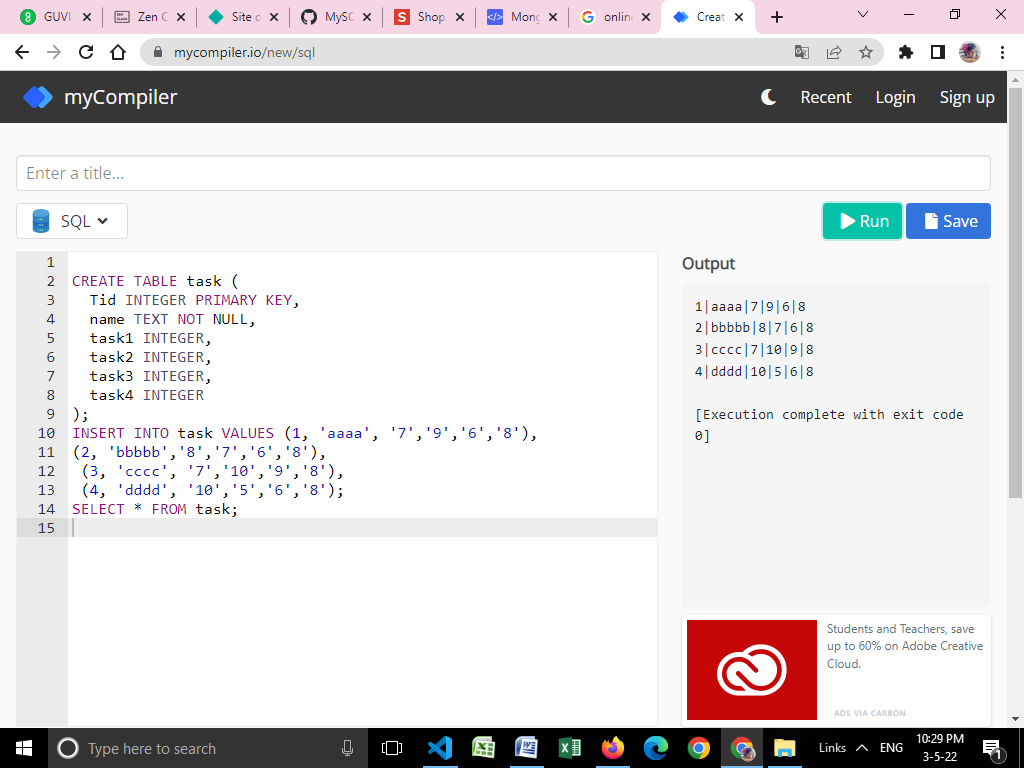 GUVI
Zen C
Site c
MySC
Shop
Mong
online
Creat
mycompiler.io/new/sql
myCompiler
Recent
Login
Sign up
Enter a title...
SQL
Run
Save
1
2 CREATE TABLE task (
3 Tid INTEGER PRIMARY KEY,
4 name TEXT NOT NULL,
5 task1 INTEGER,
6 task2 INTEGER,
7 task3 INTEGER,
8 task4 INTEGER
9 );
10 INSERT INTO task VALUES (1, 'aaaa', '7','9','6','8'),
11 (2, 'bbbbb','8','7','6','8'),
12 (3, 'cccc', '7','10','9','8'),
13 (4, 'dddd', '10','5','6','8');
14 SELECT * FROM task;
15
Output
1|aaaa|7|9|6|8
2|bbbbb|8|7|6|8
3|cccc|7|10|9|8
4|dddd|10|5|6|8
[Execution complete with exit code
0]
Students and Teachers, save
up to 60% on Adobe Creative
Cloud.
ADS VIA CARBON
Type here to search
Links
ENG
10:29 PM
3-5-22
1